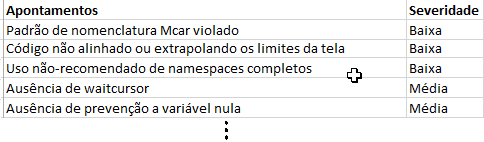 Apontamentos Severidade
Padrão de nomenclatura Mcar violado Baixa
Código não alinhado ou extrapolando os limites da tela Baixa
Uso não-recomendado de namespaces completos Baixa
Ausência de waitcursor Média
Ausência de prevenção a variável nula Média